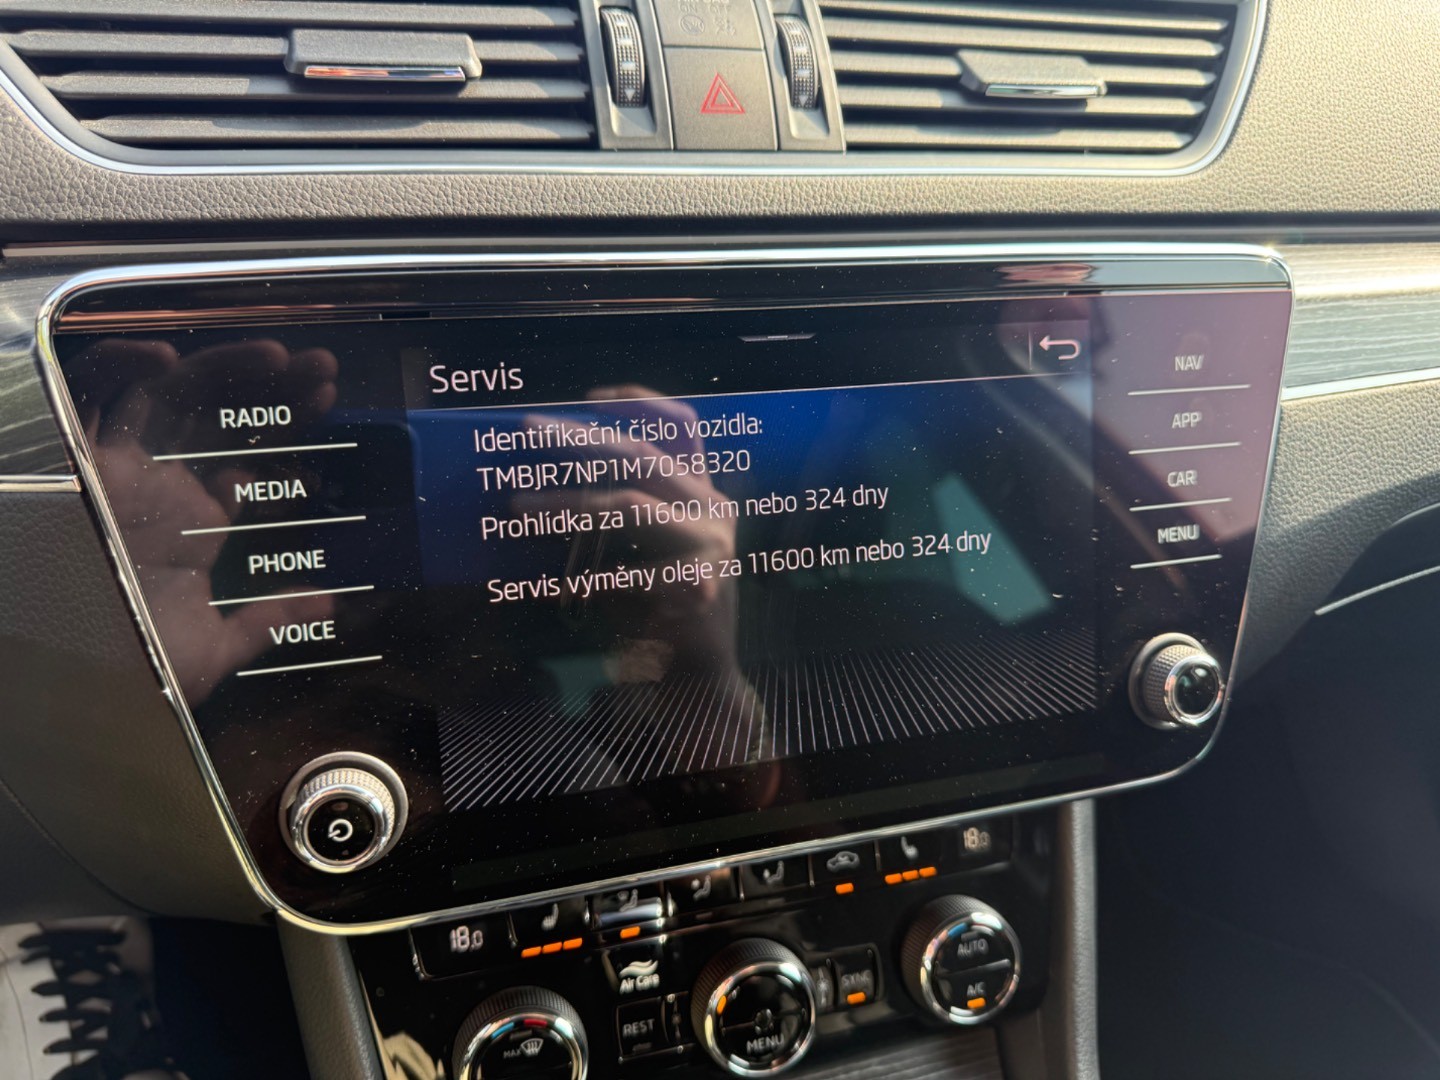 Servis
RADIO
MEDIA
PHONE
VOICE
Identifikační číslo vozidla:
TMBJR7NP1M7058320
Prohlídka za 11600 km nebo 324 dny
Servis výměny oleje za 11600 km nebo 324 dny
NAV
APP
CAR
MENU
18.0
18.0
Air Care
REST
MAX
MENU
SYNC
AUTO
A/C